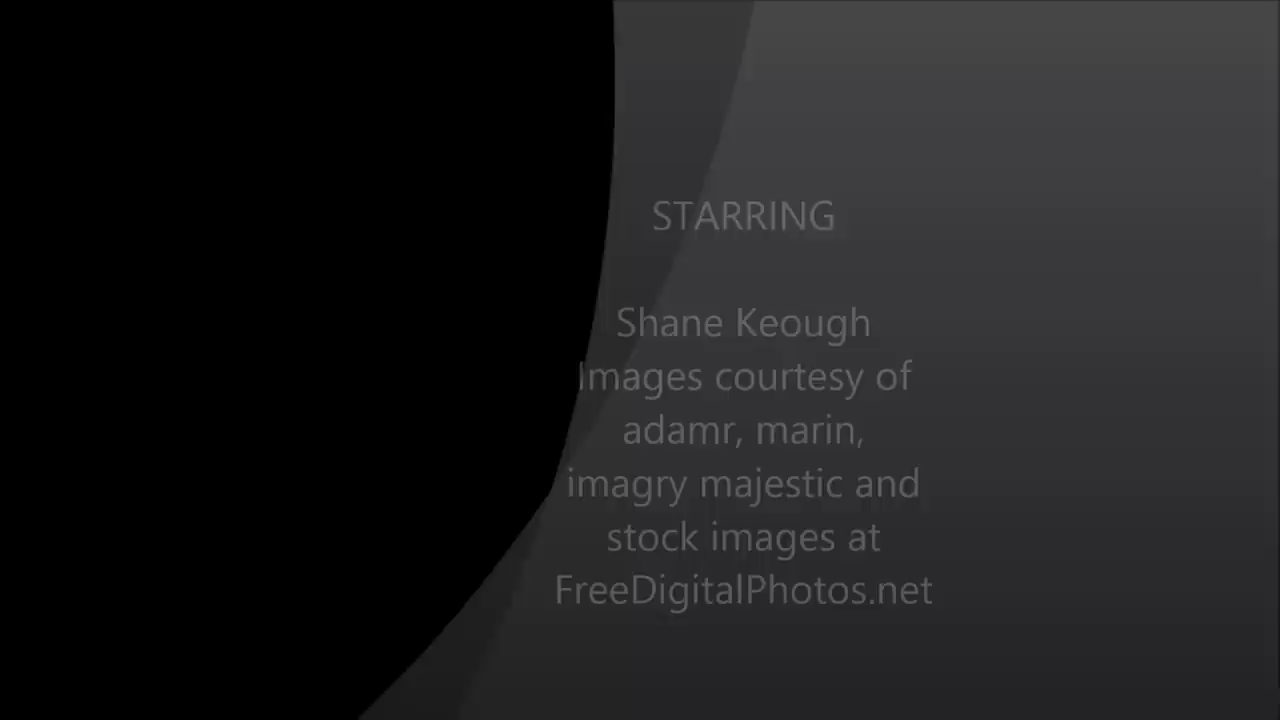 STARRING
Shane Keough
Images courtesy of
adamr, marin,
imagry majestic and
stock images at
FreeDigitalPhotos.net